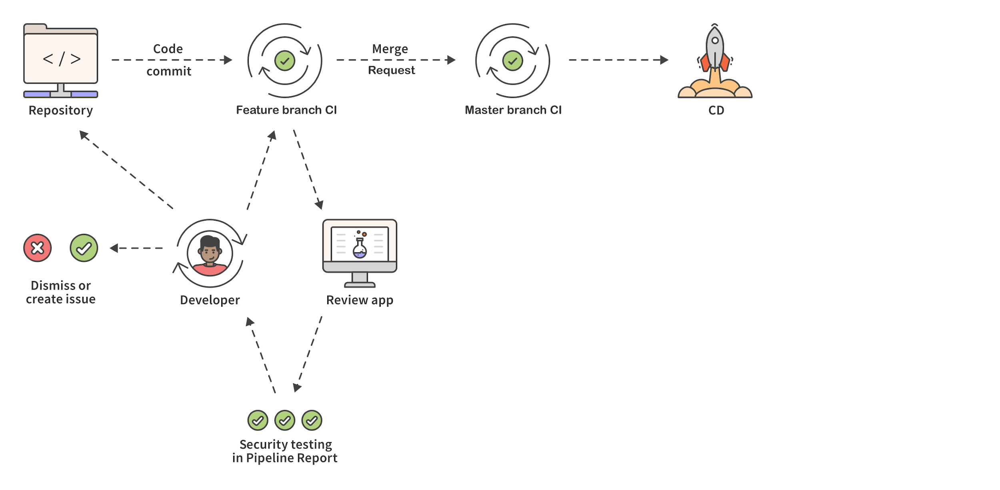 Code
commit
Merge
Request
< / >
Repository
Feature branch CI
Master branch CI
CD
Dismiss or
create issue
Developer
Review app
Security testing
in Pipeline Report